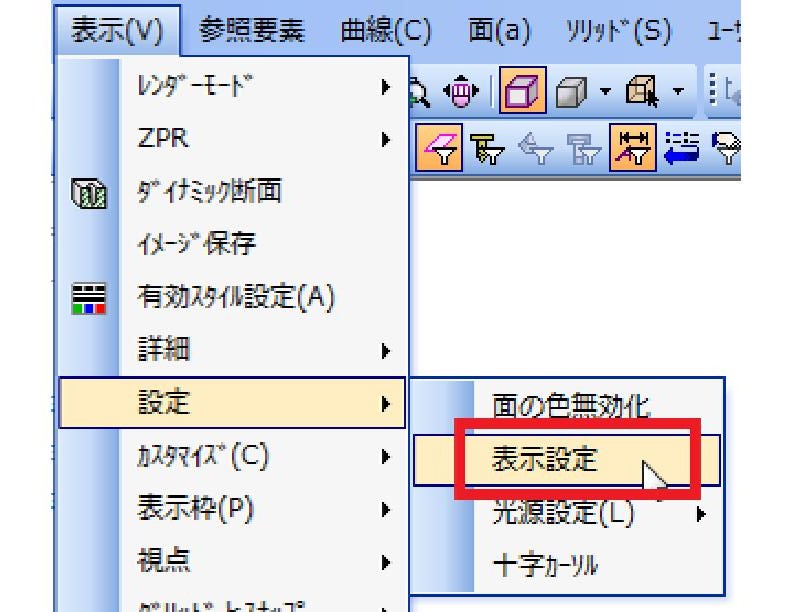 表示(V) 参照要素 曲線(C) 面(a) ｿﾘｯﾄﾞ(S)
ﾚﾝﾀﾞｰﾓｰﾄﾞ
ZPR
ﾀﾞｲﾅﾐｯｸ断面
ｲﾒｰｼﾞ保存
有効ｽﾀｲﾙ設定(A)
詳細
設定
ｶｽﾀﾏｲｽﾞ(C)
表示枠(P)
視点
面の色無効化
表示設定
光源設定(L)
十字ｶｰｿﾙ